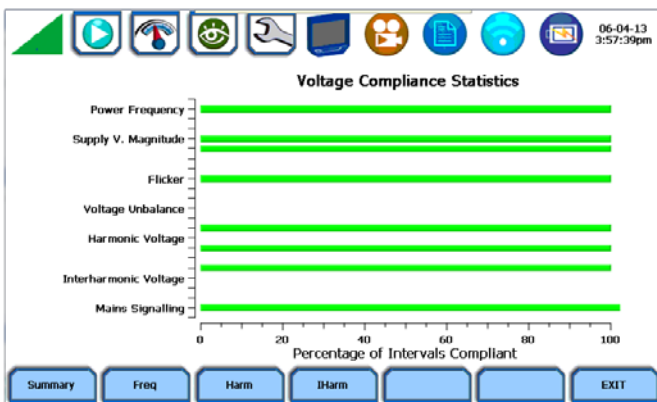 06-04-13
3:57:39pm
Voltage Compliance Statistics
Power Frequency
Supply V. Magnitude
Flicker
Voltage Unbalance
Harmonic Voltage
Interharmonic Voltage
Mains Signalling
0 20 40 60 80 100
Percentage of Intervals Compliant
Summary Freq Harm IHarm EXIT